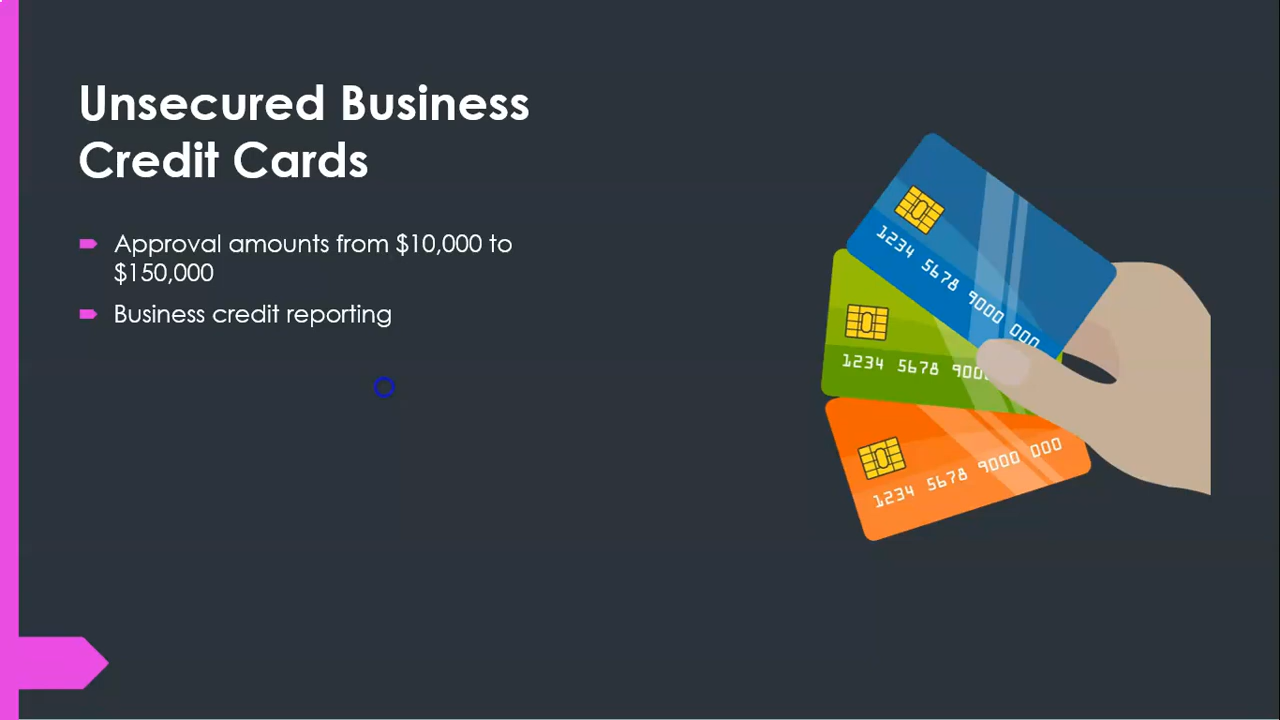 Unsecured Business
Credit Cards
Approval amounts from $10,000 to
$150,000
Business credit reporting
1234 5678 9000 000
1234 5678 900
1234 5678 9000 000